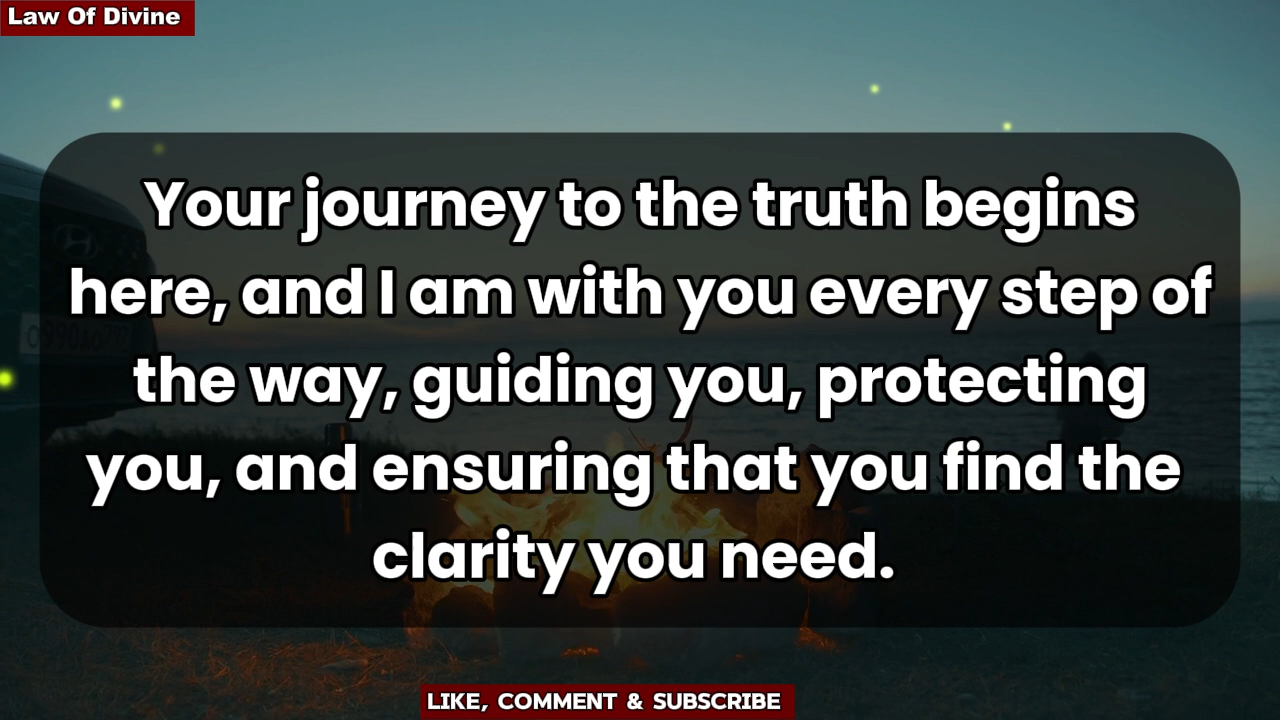 Law Of Divine
Your journey to the truth begins
here, and I am with you every step of
the way, guiding you, protecting
you, and ensuring that you find the
clarity you need.
LIKE, COMMENT & SUBSCRIBE